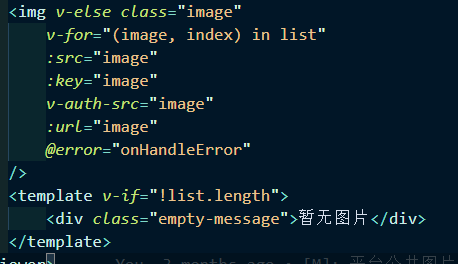 <img v-else class="image"
v-for="(image, index) in list"
:src="image"
:key="image"
v-auth-src="image"
:url="image"
@error="onHandleError"
/>
<template v-if="!list.length">
<div class="empty-message">暂无图片</div>
</template>